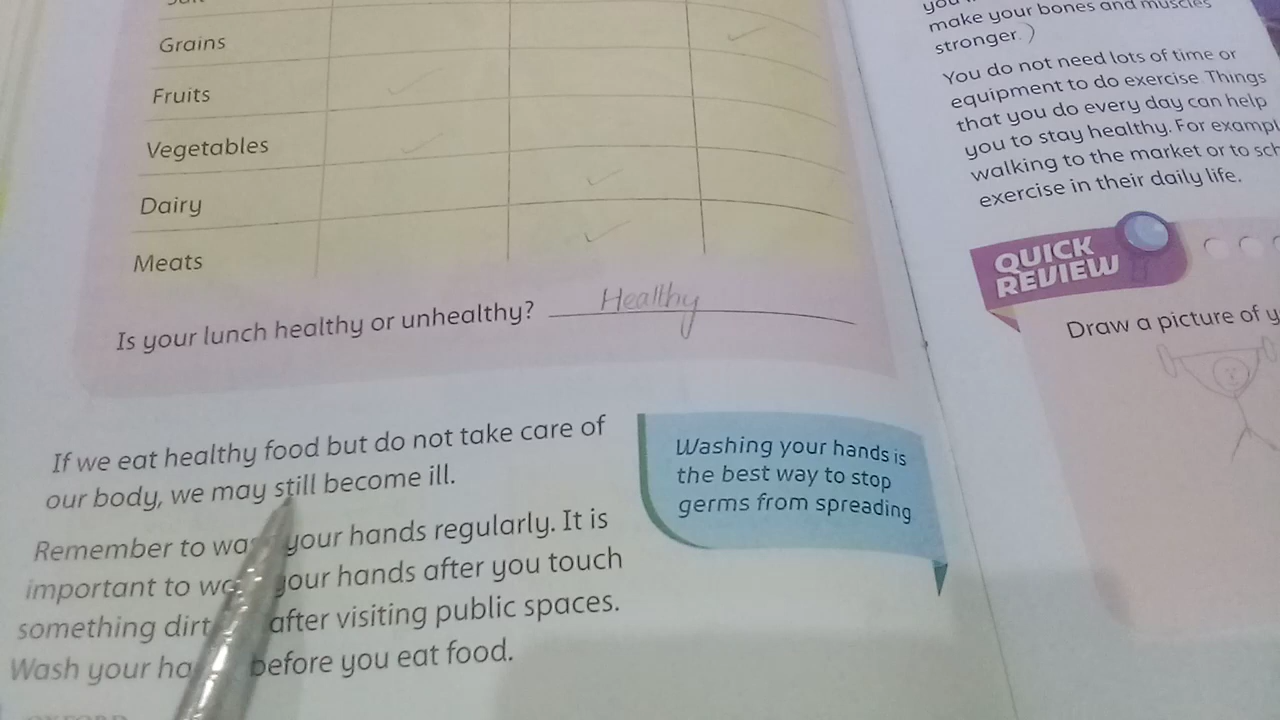 Grains
Fruits
Vegetables
Dairy
Meats
Is your lunch healthy or unhealthy? Healthy
If we eat healthy food but do not take care of
our body, we may still become ill.
Remember to your hands regularly. It is
important to your hands after you touch
something after visiting public spaces.
Wash your before you eat food.
Washing your hands is
the best way to stop
germs from spreading
make your bones and muscles
stronger.)
You do not need lots of time or
equipment to do exercise Things
that you do every day can help
you to stay healthy. For
walking to the market or to
exercise in their daily life.
QUICK
REVIEW
Draw a picture of